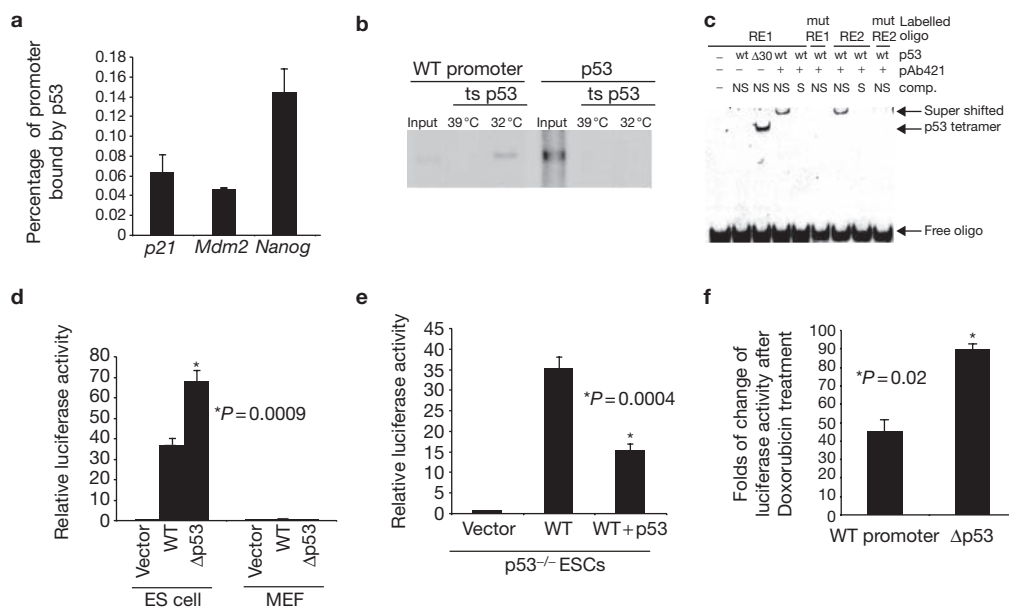 a
Percentage of promoter
bound by p53
0.18
0.16
0.14
0.12
0.10
0.08
0.06
0.04
0.02
0
p21 Mdm2 Nanog
b
WT promoter p53
ts p53 ts p53
Input 39 °C 32 °C Input 39 °C 32 °C
c
RE1 mut RE1 RE2 mut RE2 Labelled oligo
– wt Δ30 wt wt wt wt wt wt p53
– – – + + + + + + pAb421
– NS NS NS S NS NS S NS comp.
Super shifted
p53 tetramer
Free oligo
d
Relative luciferase activity
80
70
60
50
40
30
20
10
0
*
*P = 0.0009
Vector WT Δp53 Vector WT Δp53
ES cell MEF
e
Relative luciferase activity
45
40
35
30
25
20
15
10
5
0
*P = 0.0004
*
Vector WT WT + p53
p53–/– ESCs
f
Folds of change of
luciferase activity after
Doxorubicin treatment
100
90
80
70
60
50
40
30
20
10
0
*
*P = 0.02
WT promoter Δp53